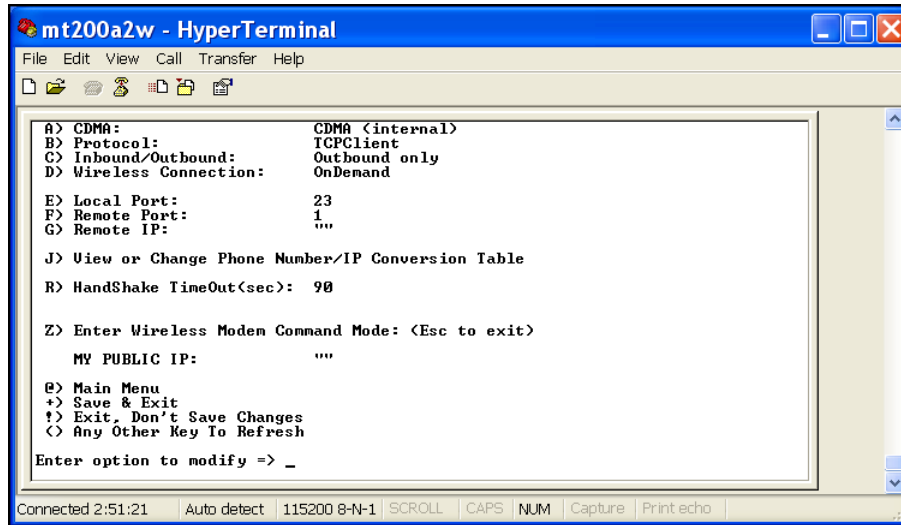 mt200a2w - HyperTerminal
File Edit View Call Transfer Help
A) CDMA: CDMA (internal)
B) Protocol: TCPClient
C) Inbound/Outbound: Outbound only
D) Wireless Connection: OnDemand
E) Local Port: 23
F) Remote Port: 1
G) Remote IP: ""
J) View or Change Phone Number/IP Conversion Table
R) HandShake TimeOut(sec): 90
Z) Enter Wireless Modem Command Mode: (Esc to exit)
MY PUBLIC IP: ""
@) Main Menu
+) Save & Exit
!) Exit, Don't Save Changes
() Any Other Key To Refresh
Enter option to modify => _
Connected 2:51:21 Auto detect 115200 8-N-1 SCROLL CAPS NUM Capture Print echo